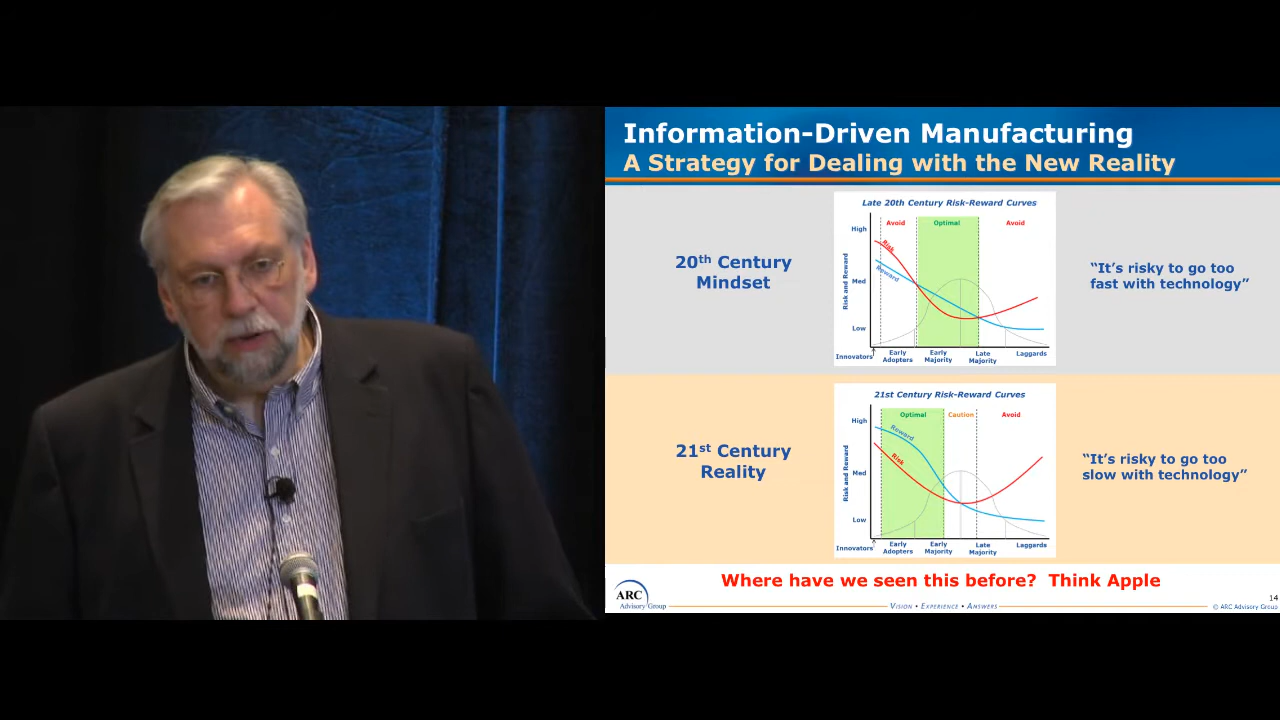 Information-Driven Manufacturing
A Strategy for Dealing with the New Reality
20th Century
Mindset
Late 20th Century Risk-Reward Curves
Avoid
Optimal
Avoid
High
Med
Low
Risk and Reward
Risk
Reward
Innovators
Early
Adopters
Early
Majority
Late
Majority
Laggards
“It’s risky to go too
fast with technology”
21st Century
Reality
21st Century Risk-Reward Curves
Optimal
Caution
Avoid
High
Med
Low
Risk and Reward
Reward
Risk
Innovators
Early
Adopters
Early
Majority
Late
Majority
Laggards
“It’s risky to go too
slow with technology”
Where have we seen this before? Think Apple
ARC
Advisory Group
VISION • EXPERIENCE • ANSWERS
14
© ARC Advisory Group